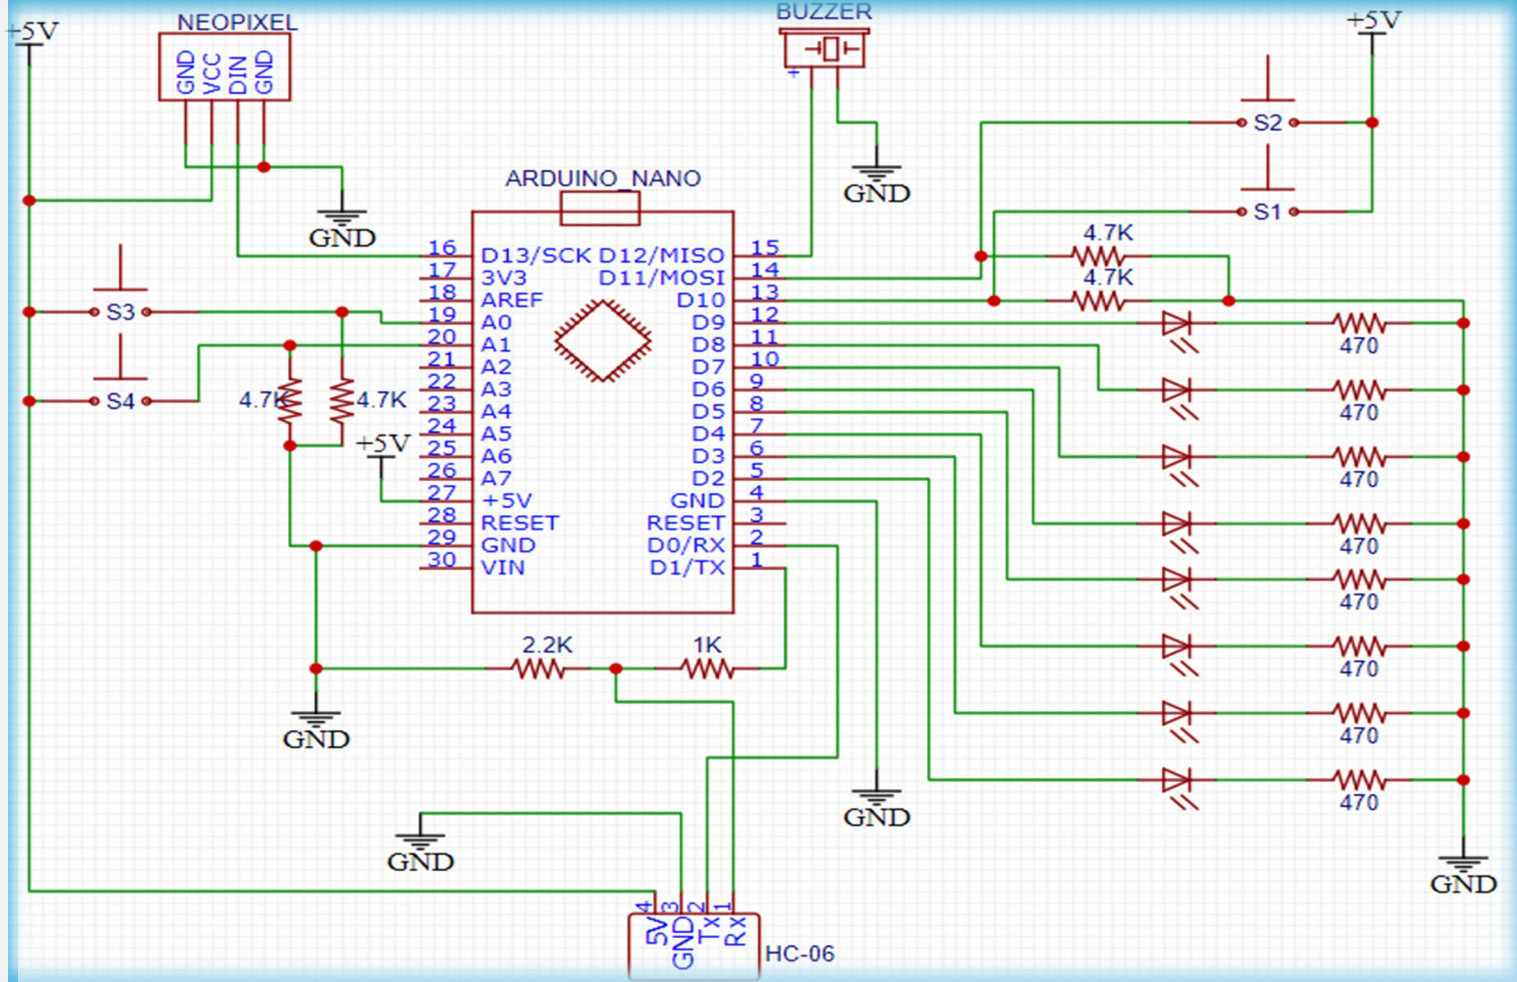 BUZZER
+5V
NEOPIXEL
+5V
GND
VCC
DIN
GND
S2
ARDUINO_NANO
GND
S1
GND
4.7K
16 D13/SCK D12/MISO 15
17 3V3 D11/MOSI 14
4.7K
18 AREF D10 13
S3
19 A0 D9 12
20 A1 D8 11
470
21 A2 D7 10
22 A3 D6 9
S4
4.7K
4.7K
23 A4 D5 8
470
24 A5 D4 7
+5V
25 A6 D3 6
26 A7 D2 5
470
27 +5V GND 4
28 RESET RESET 3
29 GND D0/RX 2
470
30 VIN D1/TX 1
470
2.2K
1K
470
GND
470
470
GND
GND
GND
4
3
2
1
5V
GND
Tx
Rx
HC-06